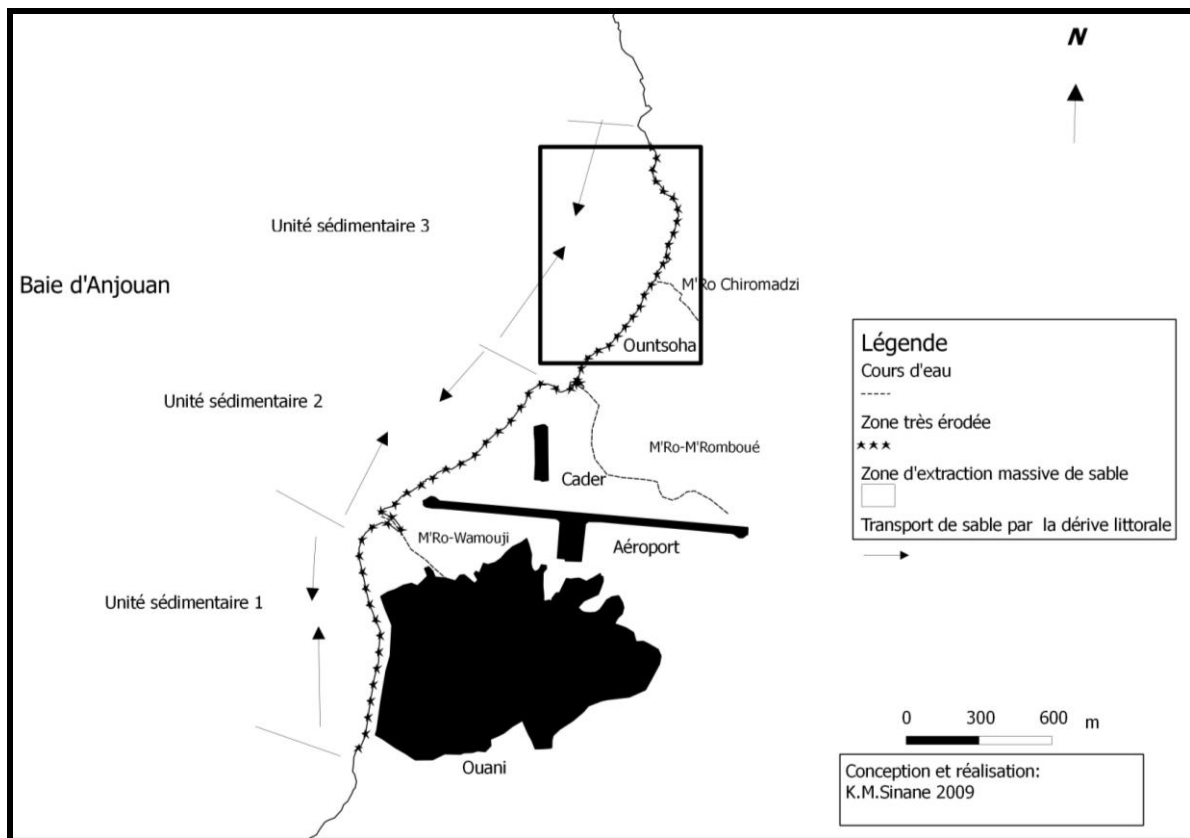 N
Unité sédimentaire 3
Baie d'Anjouan
M'Ro Chiromadzi
Ountsoha
Unité sédimentaire 2
M'Ro-M'Romboué
Cader
M'Ro-Wamouji
Aéroport
Unité sédimentaire 1
Ouani
Légende
Cours d'eau
Zone très érodée
Zone d'extraction massive de sable
Transport de sable par la dérive littorale
0 300 600 m
Conception et réalisation:
K.M.Sinane 2009